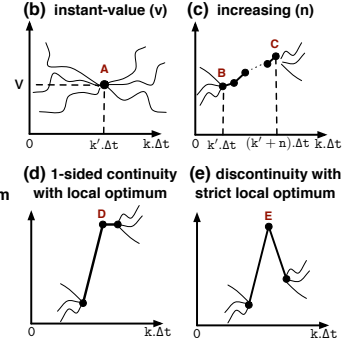 (b) instant-value (v)
A
V
0
k'.Δt
k.Δt
(c) increasing (n)
C
B
0
k'.Δt
(k' + n).Δt
k.Δt
(d) 1-sided continuity
with local optimum
m
D
0
k.Δt
(e) discontinuity with
strict local optimum
E
0
k.Δt